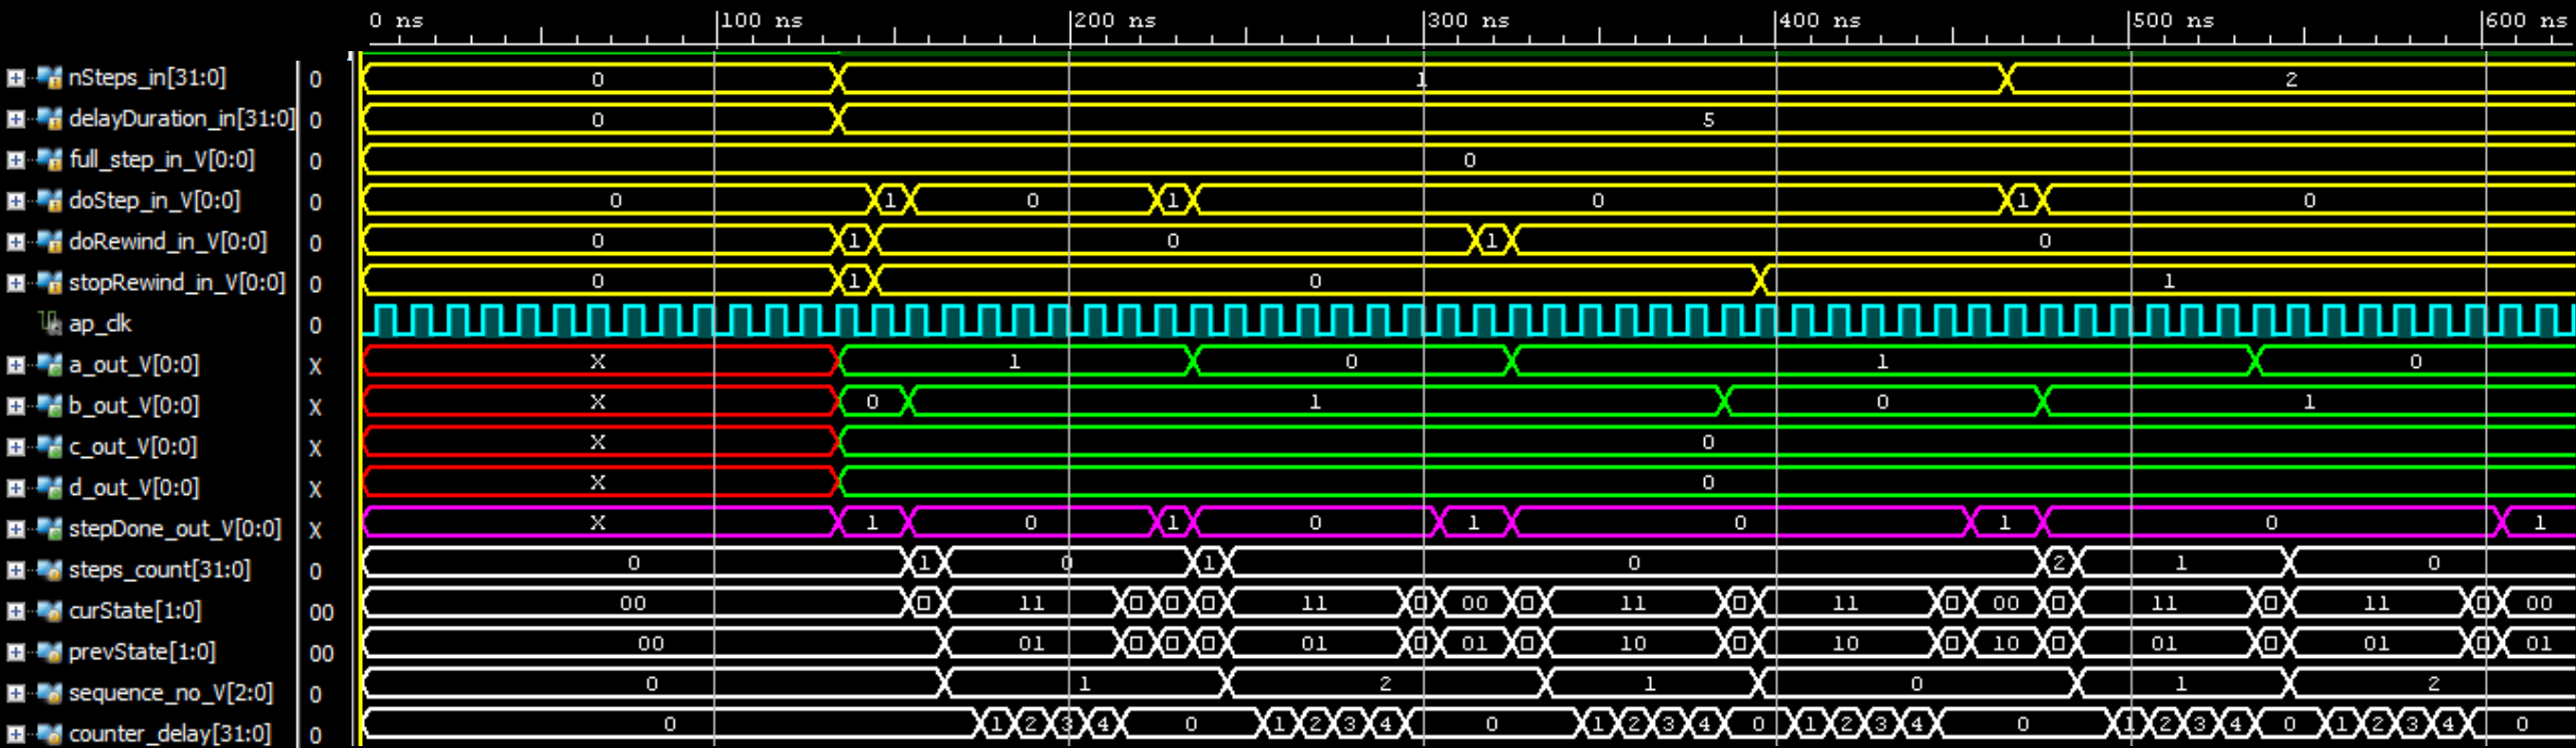 0 ns 100 ns 200 ns 300 ns 400 ns 500 ns 600 ns
nSteps_in[31:0] 0 0 1 2
delayDuration_in[31:0] 0 0 5
full_step_in_V[0:0] 0 0
doStep_in_V[0:0] 0 0 1 0 1 0 1 0
doRewind_in_V[0:0] 0 0 1 0 1 0
stopRewind_in_V[0:0] 0 0 1 0 1
ap_clk 0
a_out_V[0:0] X X 1 0 1 0
b_out_V[0:0] X X 0 1 0 1
c_out_V[0:0] X X 0
d_out_V[0:0] X X 0
stepDone_out_V[0:0] X X 1 0 1 0 1 0 1 0 1
steps_count[31:0] 0 0 1 0 1 0 2 1 0
curState[1:0] 00 00 11 11 00 11 11 00 11 11 00
prevState[1:0] 00 00 01 01 01 10 10 10 01 01 01
sequence_no_V[2:0] 0 0 1 2 1 0 1 2
counter_delay[31:0] 0 0 1 2 3 4 0 1 2 3 4 0 1 2 3 4 0 1 2 3 4 0 1 2 3 4 0 1 2 3 4 0